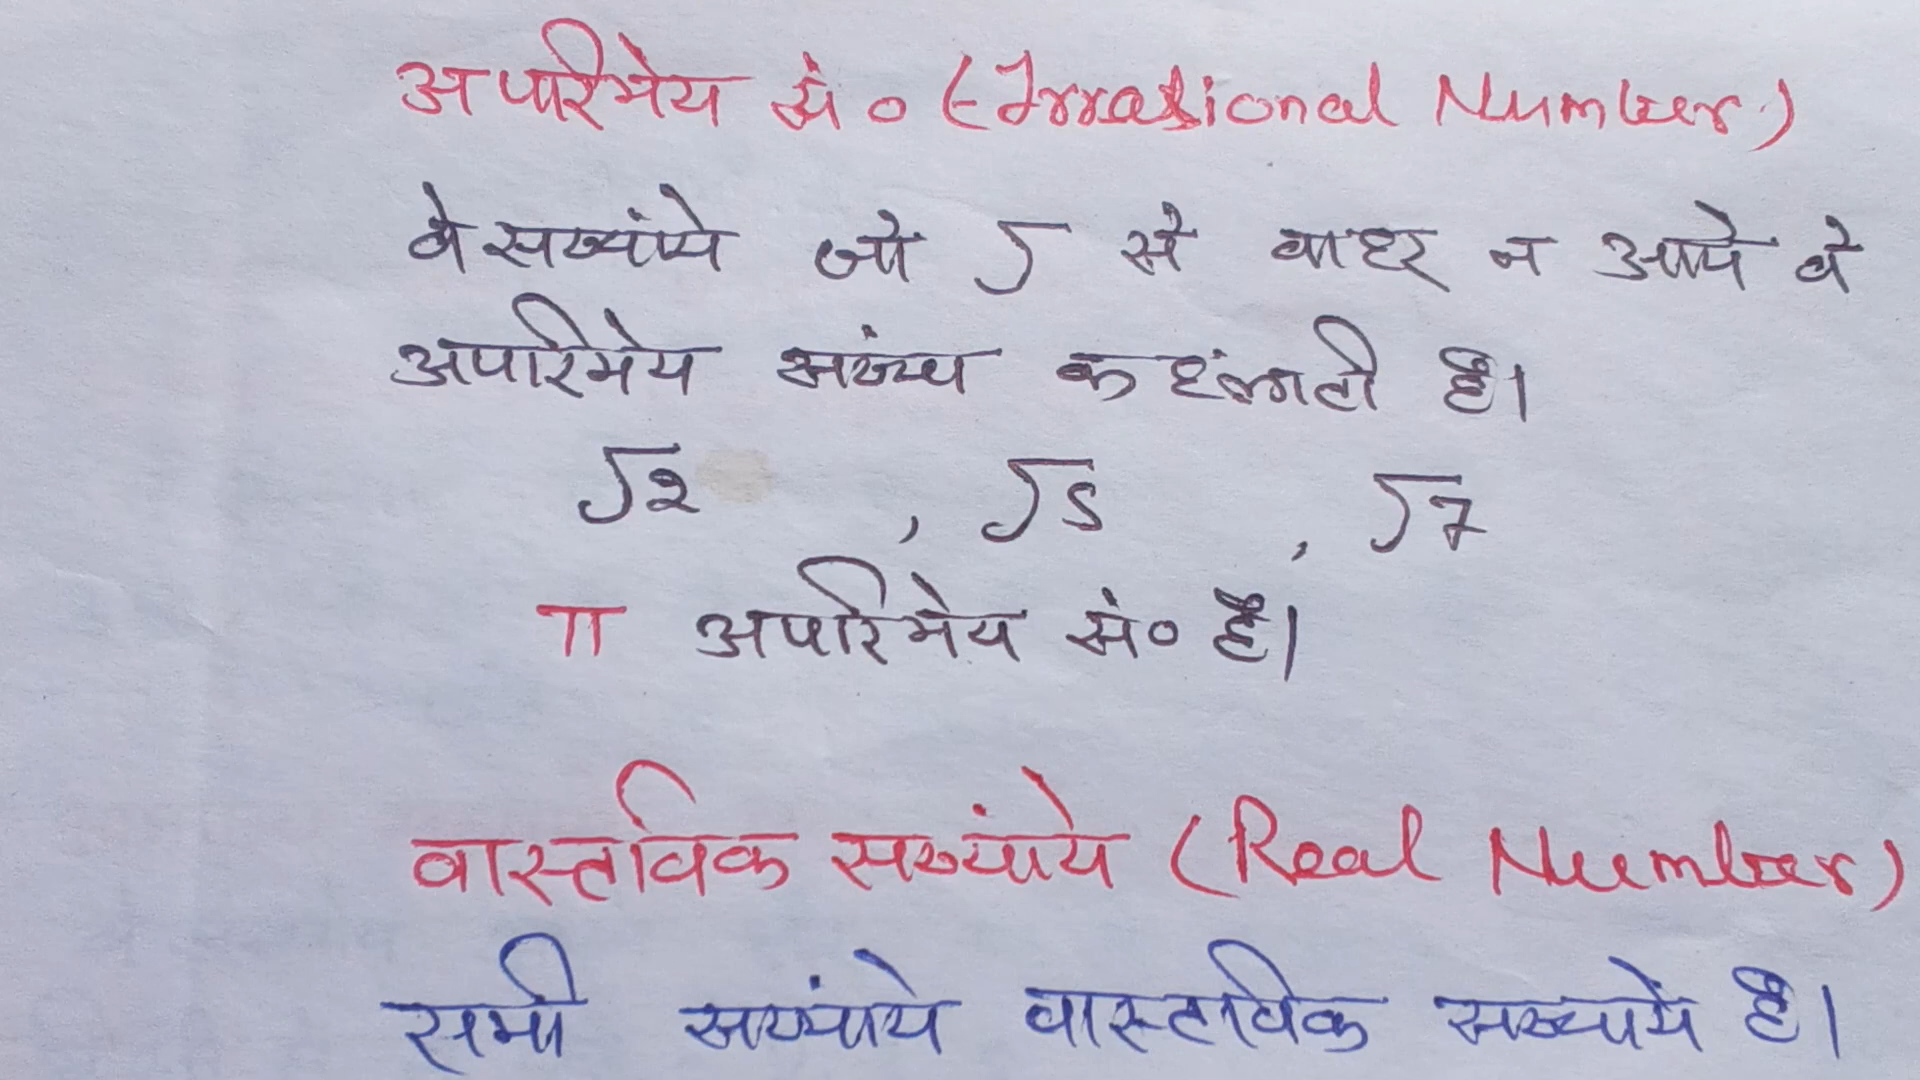 अपरिमेय सं० (Irrational Number)
वे सख्यांये जो √ से वाहर न आये वे
अपरिमेय संख्य कहंलाती है।
√2 , √5 , √7
π अपरिमेय सं० है।
वास्तविक सख्यांये (Real Number)
सभी सख्यांये वास्तविक सख्याये है।